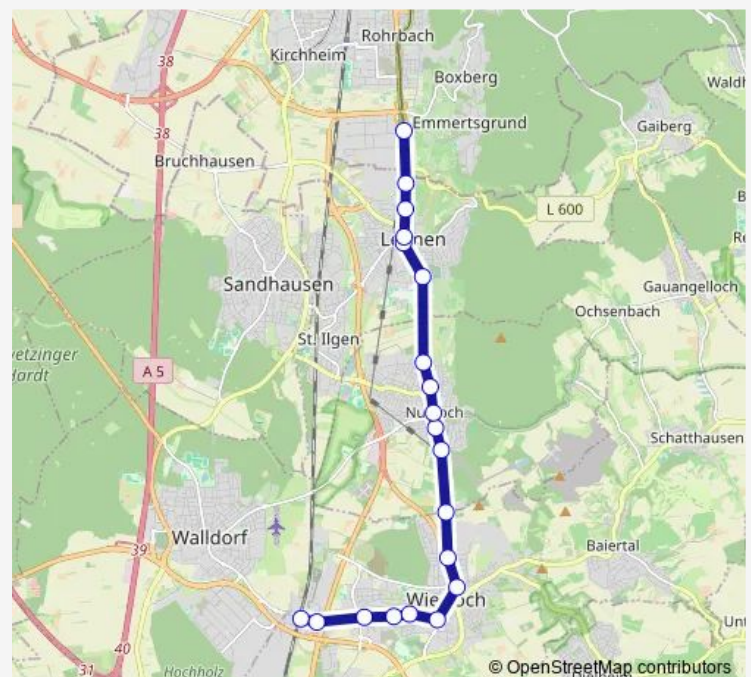 Rohrbach
Kirchheim
38
Boxberg
Waldh
Emmertsgrund
Gaiberg
38
Bruchhausen
L 600
Sandhausen
Gauangelloch
Ochsenbach
St. Ilgen
Hardt
A 5
Schatthausen
Walldorf
Baiertal
39
40
31
Hochholz
© OpenStreetMap contributors